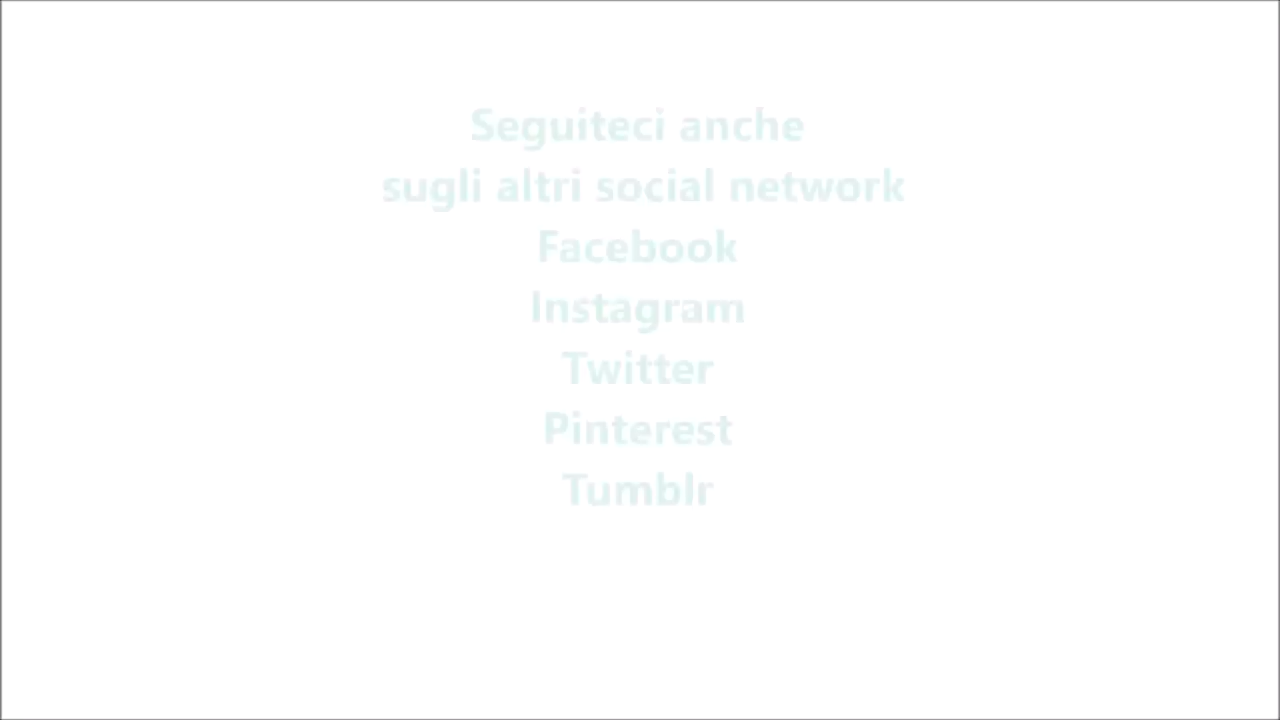 Seguiteci anche
sugli altri social network
Facebook
Instagram
Twitter
Pinterest
Tumblr